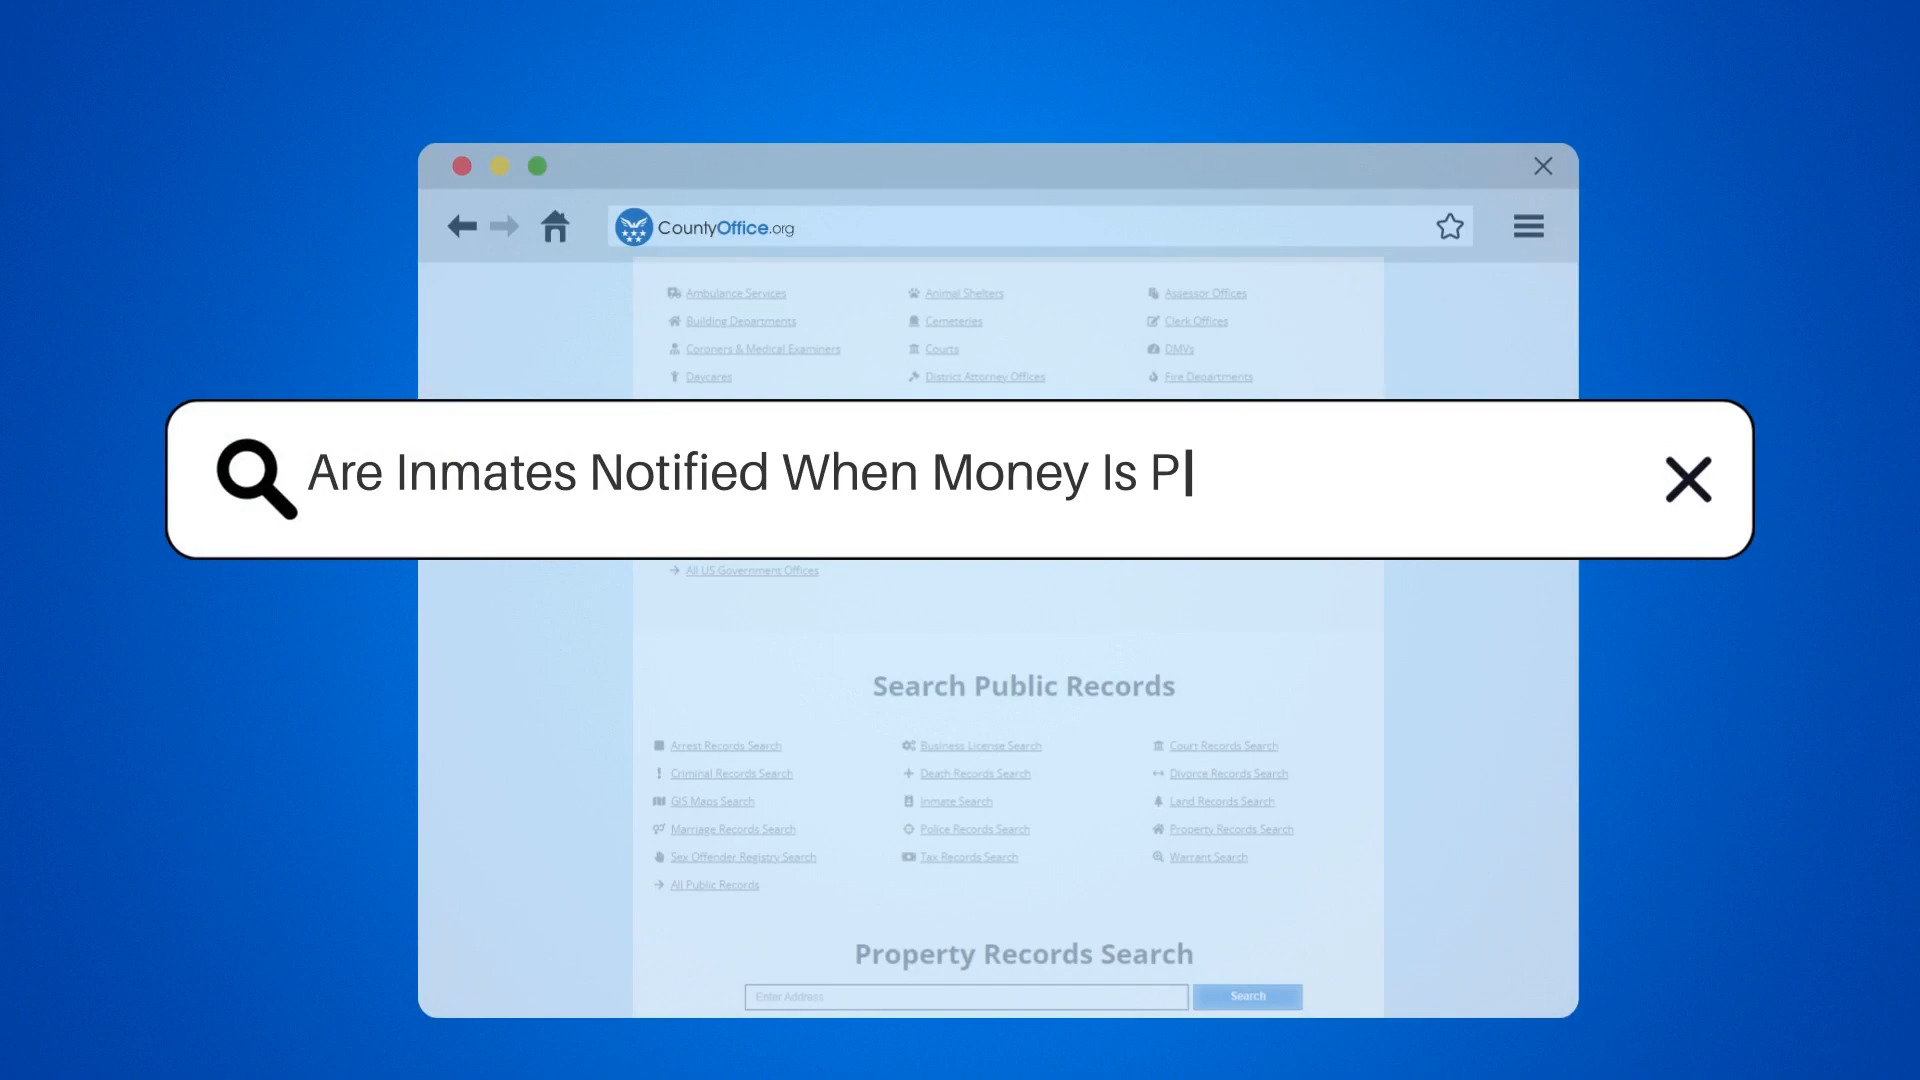 CountyOffice.org
Ambulance Services Animal Shelters Assessor Offices
Building Departments Cemeteries Clerk Offices
Coroners & Medical Examiners Courts DMVs
Daycares District Attorney Offices Fire Departments
Are Inmates Notified When Money Is P
All US Government Offices
Search Public Records
Arrest Records Search Business License Search Court Records Search
Criminal Records Search Death Records Search Divorce Records Search
GIS Maps Search Inmate Search Land Records Search
Marriage Records Search Police Records Search Property Records Search
Sex Offender Registry Search Tax Records Search Warrant Search
All Public Records
Property Records Search
Enter Address Search